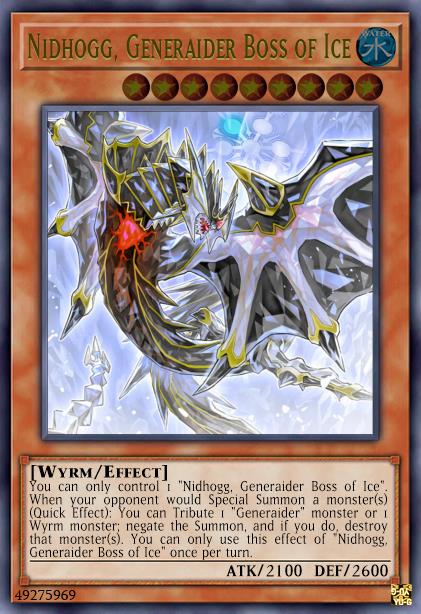 Nidhogg, Generaider Boss of Ice
WATER
水
[Wyrm/Effect]
You can only control 1 "Nidhogg, Generaider Boss of Ice".
When your opponent would Special Summon a monster(s)
(Quick Effect): You can Tribute 1 "Generaider" monster or 1
Wyrm monster; negate the Summon, and if you do, destroy
that monster(s). You can only use this effect of "Nidhogg,
Generaider Boss of Ice" once per turn.
ATK/2100 DEF/2600
49275969